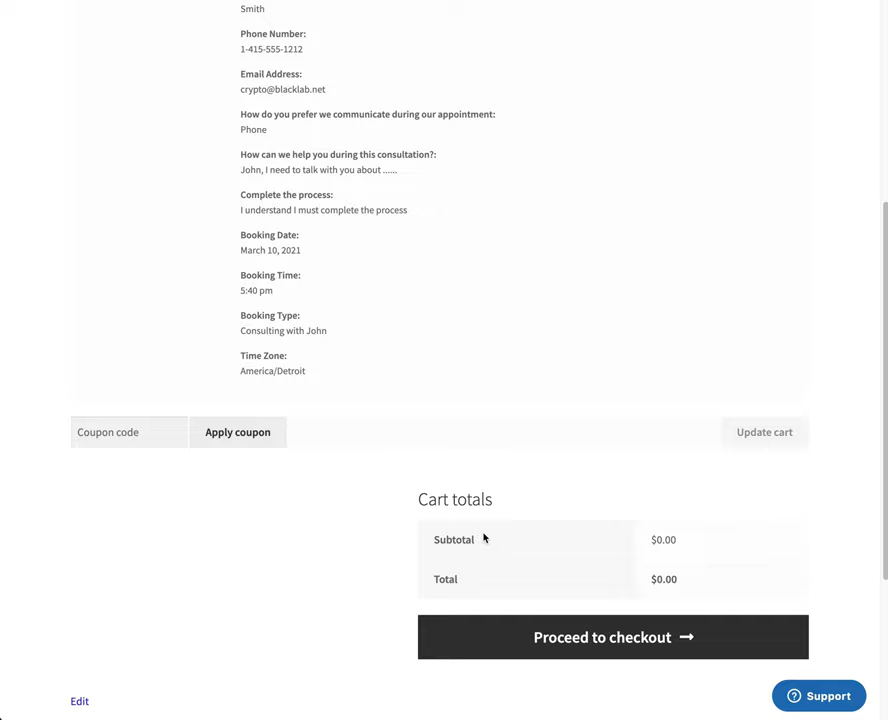 Smith
Phone Number:
1-415-555-1212
Email Address:
crypto@blacklab.net
How do you prefer we communicate during our appointment:
Phone
How can we help you during this consultation?:
John, I need to talk with you about ......
Complete the process:
I understand I must complete the process
Booking Date:
March 10, 2021
Booking Time:
5:40 pm
Booking Type:
Consulting with John
Time Zone:
America/Detroit
Coupon code Apply coupon Update cart
Cart totals
Subtotal $0.00
Total $0.00
Proceed to checkout →
Edit
? Support